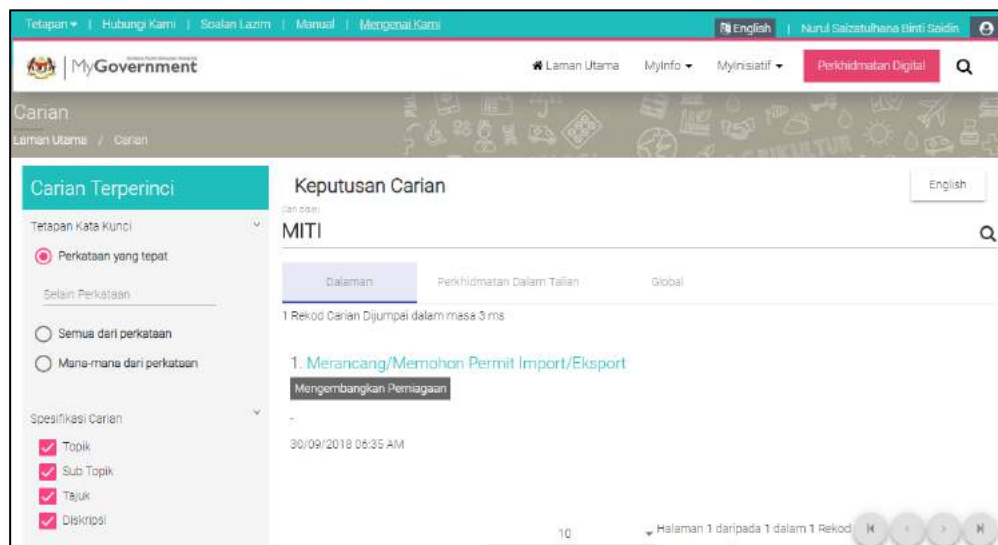 Tetapan | Hubungi Kami | Soalan Lazim | Manual | Mengenai Kami English | Nurul Saizatulhana Binti Saidin
MyGovernment Laman Utama MyInfo MyInisiatif Perkhidmatan Digital
Carian
Laman Utama / Carian
Carian Terperinci
Tetapan Kata Kunci
Perkataan yang tepat
Selain Perkataan
Semua dari perkataan
Mana-mana dari perkataan
Spesifikasi Carian
Topik
Sub Topik
Tajuk
Diskripsi
Keputusan Carian English
MITI
Dalaman Perkhidmatan Dalam Talian Global
1 Rekod Carian Dijumpai dalam masa 3 ms
1. Merancang/Memohon Permit Import/Eksport
Mengembangkan Perniagaan
-
30/09/2018 06:35 AM
10 Halaman 1 daripada 1 dalam 1 Rekod